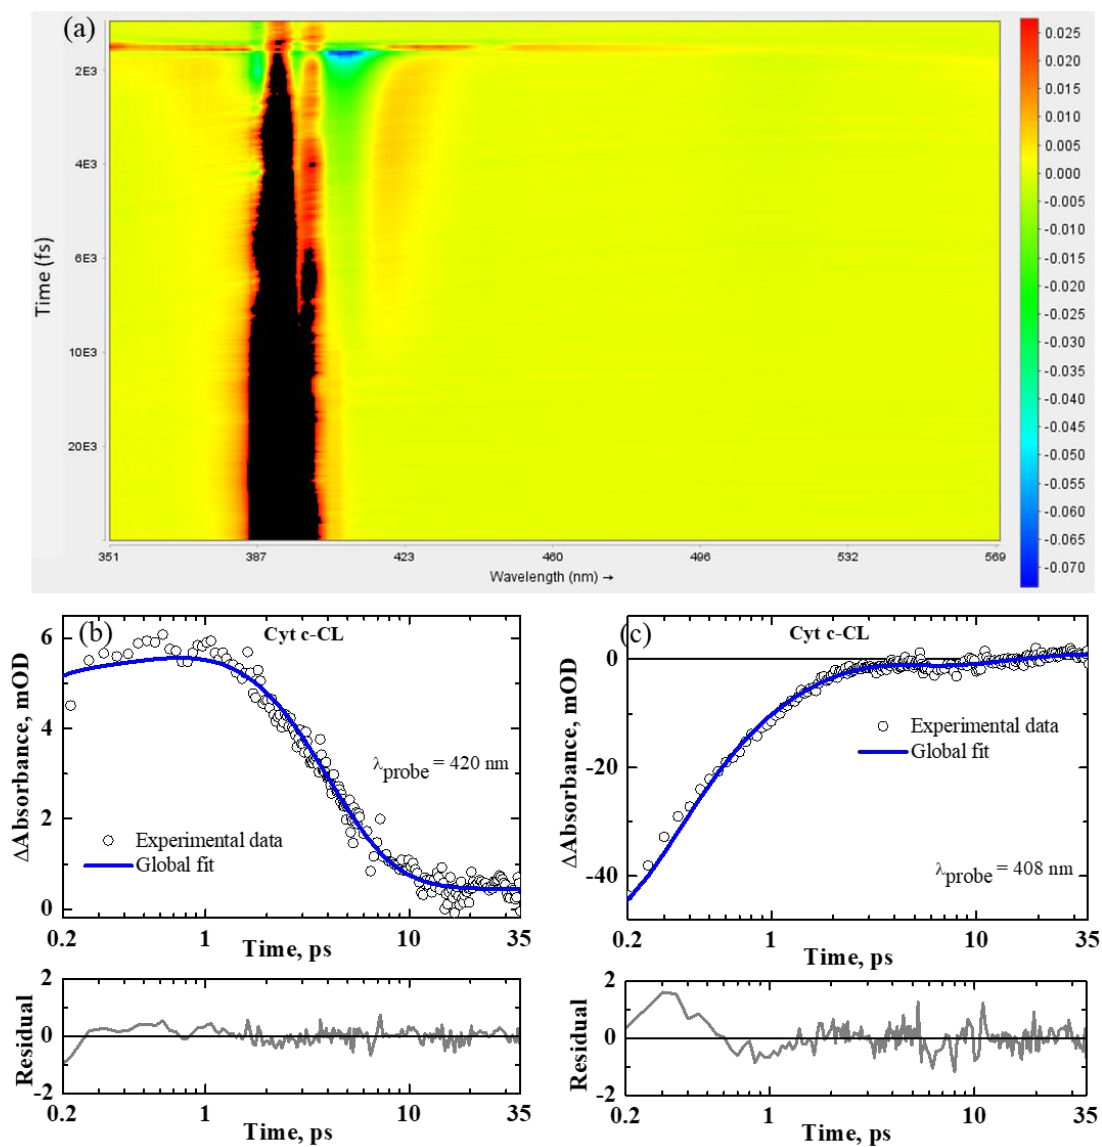 (a)
0.025
0.020
0.015
0.010
0.005
0.000
-0.005
-0.010
-0.015
-0.020
-0.025
-0.030
-0.035
-0.040
-0.045
-0.050
-0.055
-0.060
-0.065
-0.070
Time (fs)
2E3
4E3
6E3
10E3
20E3
351
387
423
460
496
532
569
Wavelength (nm) →
(b)
Cyt c-CL
ΔAbsorbance, mOD
6
4
2
0
λprobe = 420 nm
Experimental data
Global fit
0.2
1
10
35
Time, ps
Residual
2
0
-2
0.2
1
10
35
Time, ps
(c)
Cyt c-CL
ΔAbsorbance, mOD
0
-20
-40
Experimental data
Global fit
λprobe = 408 nm
0.2
1
10
35
Time, ps
Residual
2
0
-2
0.2
1
10
35
Time, ps